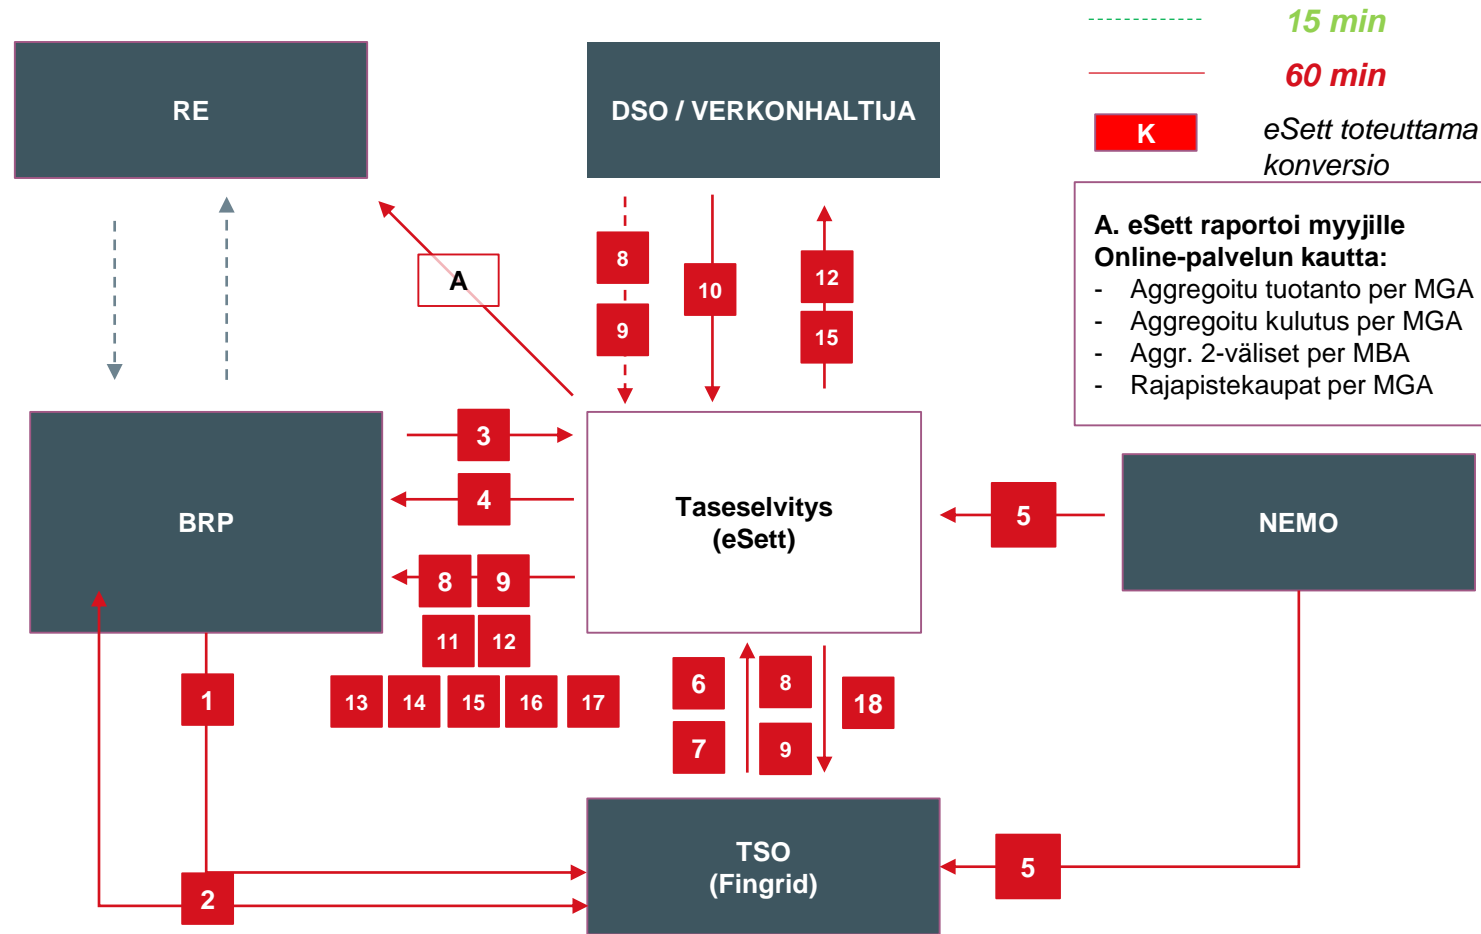 15 min
60 min
K
eSett toteuttama
konversio
RE
DSO / VERKONHALTIJA
A. eSett raportoi myyjille
Online-palvelun kautta:
- Aggregoitu tuotanto per MGA
- Aggregoitu kulutus per MGA
- Aggr. 2-väliset per MBA
- Rajapistekaupat per MGA
A
8
9
10
12
15
3
4
BRP
Taseselvitys
(eSett)
5
NEMO
8
9
11
12
13
14
15
16
17
1
6
7
8
9
18
2
TSO
(Fingrid)
5